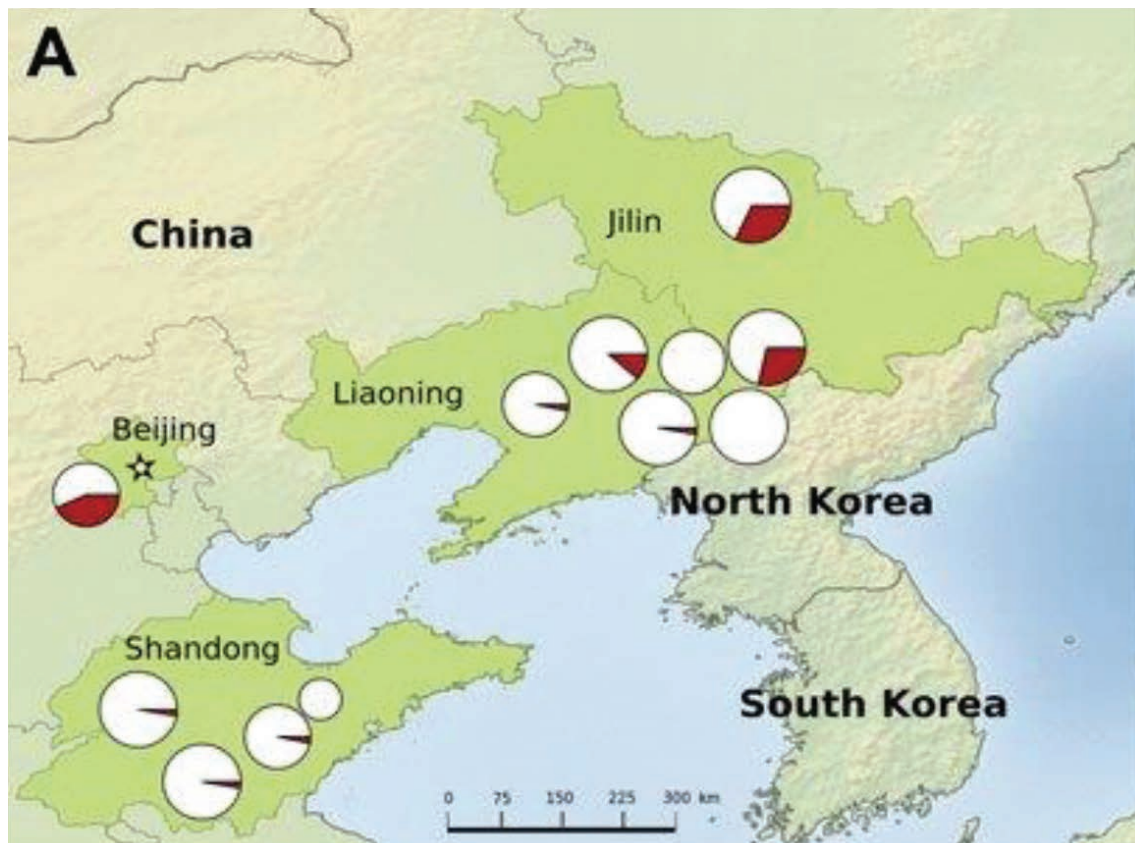 A
China
Jilin
Liaoning
Beijing
North Korea
Shandong
South Korea
0 75 150 225 300 km